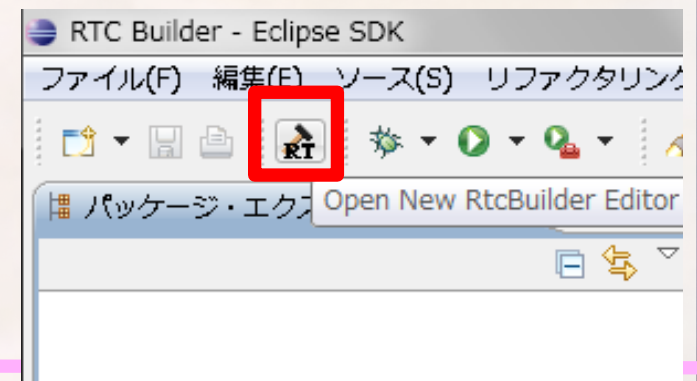 RTC Builder - Eclipse SDK
ファイル(F) 編集(E) ソース(S) リファクタリング
RT
パッケージ・エクス
Open New RtcBuilder Editor